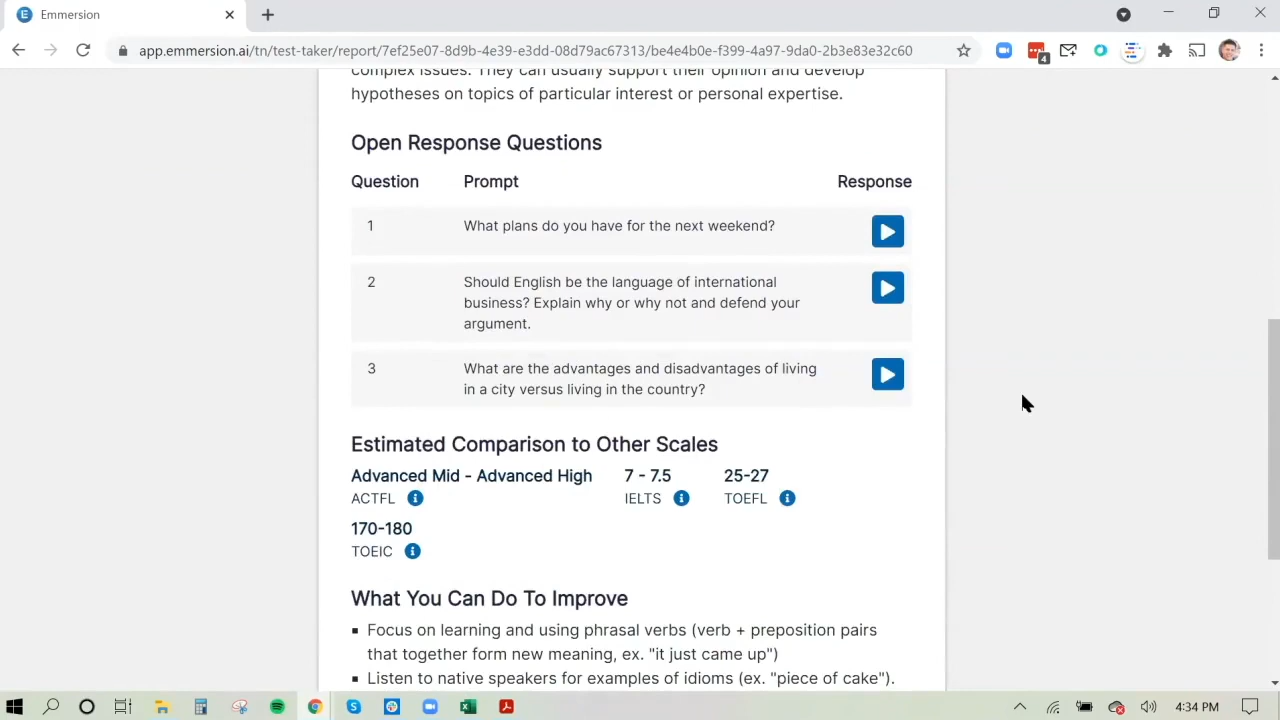 Emmersion
app.emmersion.ai/tn/test-taker/report/7ef25e07-8d9b-4e39-e3dd-08d79ac67313/be4e4b0e-f399-4a97-9da0-2b3e83e32c60
4
complex issues. They can usually support their opinion and develop
hypotheses on topics of particular interest or personal expertise.
Open Response Questions
Question Prompt Response
1 What plans do you have for the next weekend?
2 Should English be the language of international
business? Explain why or why not and defend your
argument.
3 What are the advantages and disadvantages of living
in a city versus living in the country?
Estimated Comparison to Other Scales
Advanced Mid - Advanced High 7 - 7.5 25-27
ACTFL IELTS TOEFL
170-180
TOEIC
What You Can Do To Improve
▪ Focus on learning and using phrasal verbs (verb + preposition pairs
that together form new meaning, ex. "it just came up")
▪ Listen to native speakers for examples of idioms (ex. "piece of cake").
4:34 PM